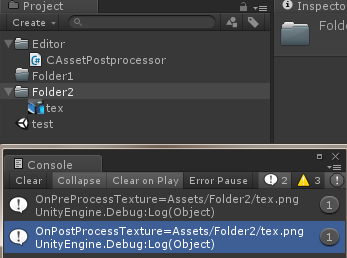 Project
Inspecto
Create
Editor
CAssetPostprocessor
Folder1
Folder2
tex
test
Folde
Console
Clear
Collapse
Clear on Play
Error Pause
2
3
OnPreProcessTexture=Assets/Folder2/tex.png
UnityEngine.Debug:Log(Object)
1
OnPostProcessTexture=Assets/Folder2/tex.png
UnityEngine.Debug:Log(Object)
1